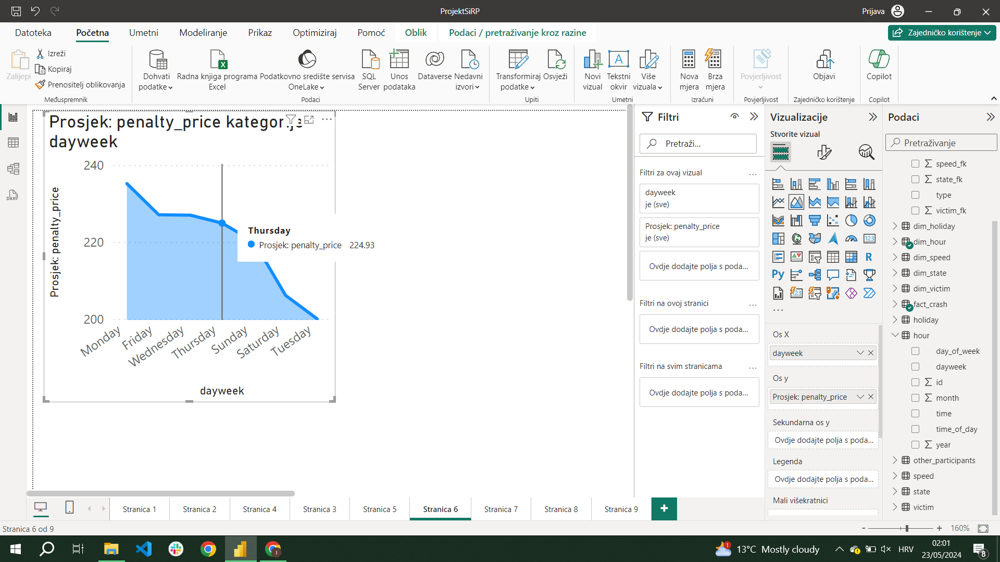 ProjektSiRP
Prijava
Datoteka
Početna
Umetni
Modeliranje
Prikaz
Optimiziraj
Pomoć
Oblik
Podaci / pretraživanje kroz razine
Zajedničko korištenje
Zalijepi
Izreži
Kopiraj
Prenositelj oblikovanja
Međuspremnik
Dohvati
podatke
Radna knjiga programa
Excel
Podatkovno središte servisa
OneLake
SQL
Server
Unos
podataka
Dataverse
Nedavni
izvori
Podaci
Transformiraj
podatke
Osvježi
Upiti
Novi
vizual
Tekstni
okvir
Više
vizuala
Umetni
Nova
mjera
Brza
mjera
Izračuni
Povjerljivost
Povjerljivost
Objavi
Zajedničko korištenje
Copilot
Copilot
Prosjek: penalty_price kategorije
dayweek
240
220
200
Prosjek: penalty_price
Thursday
Prosjek: penalty_price 224.93
Monday
Friday
Wednesday
Thursday
Sunday
Saturday
Tuesday
dayweek
Filtri
Pretraži...
Filtri za ovaj vizual
dayweek
je (sve)
Prosjek: penalty_price
je (sve)
Ovdje dodajte polja s poda...
Filtri na ovoj stranici
Ovdje dodajte polja s poda...
Filtri na svim stranicama
Ovdje dodajte polja s poda...
Vizualizacije
Stvorite vizual
123
R
Py
123
Os X
dayweek
Os y
Prosjek: penalty_price
Sekundarna os y
Ovdje dodajte polja s poda...
Legenda
Ovdje dodajte polja s poda...
Mali višekratnici
Podaci
Pretraživanje
speed_fk
state_fk
type
victim_fk
dim_holiday
dim_hour
dim_speed
dim_state
dim_victim
fact_crash
holiday
hour
day_of_week
dayweek
id
month
time
time_of_day
year
other_participants
speed
state
victim
DAX
Stranica 1
Stranica 2
Stranica 4
Stranica 3
Stranica 5
Stranica 6
Stranica 7
Stranica 8
Stranica 9
Stranica 6 od 9
160%
1
13°C Mostly cloudy
HRV
02:01
23/05/2024
8